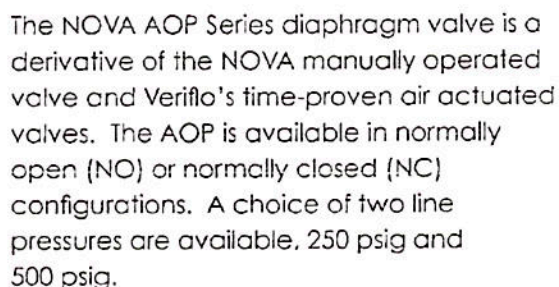 The NOVA AOP Series diaphragm valve is a
derivative of the NOVA manually operated
valve and Veriflo's time-proven air actuated
valves. The AOP is available in normally
open (NO) or normally closed (NC)
configurations. A choice of two line
pressures are available, 250 psig and
500 psig.